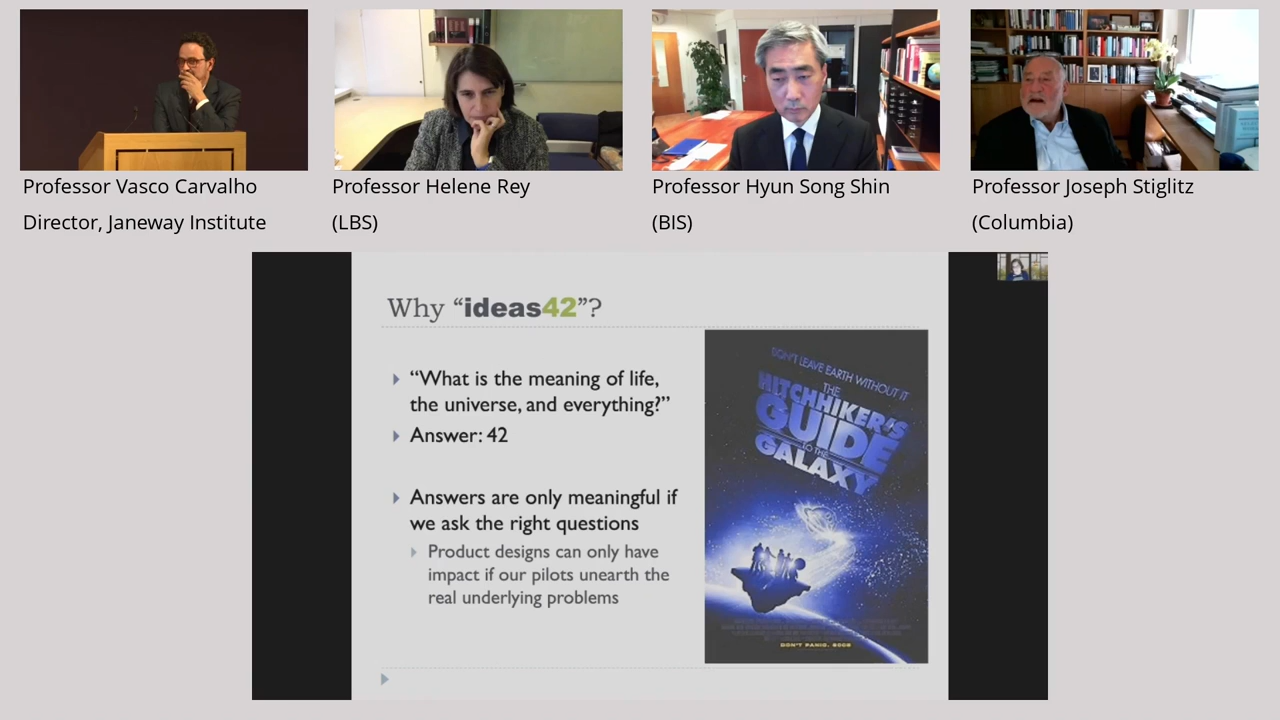 Professor Vasco Carvalho
Director, Janeway Institute
Professor Helene Rey
(LBS)
Professor Hyun Song Shin
(BIS)
Professor Joseph Stiglitz
(Columbia)
Why “ideas42”?
“What is the meaning of life,
the universe, and everything?”
Answer: 42
Answers are only meaningful if
we ask the right questions
Product designs can only have
impact if our pilots unearth the
real underlying problems
DON'T LEAVE EARTH WITHOUT IT
THE
HITCHHIKER'S
GUIDE
TO THE
GALAXY
DON'T PANIC.